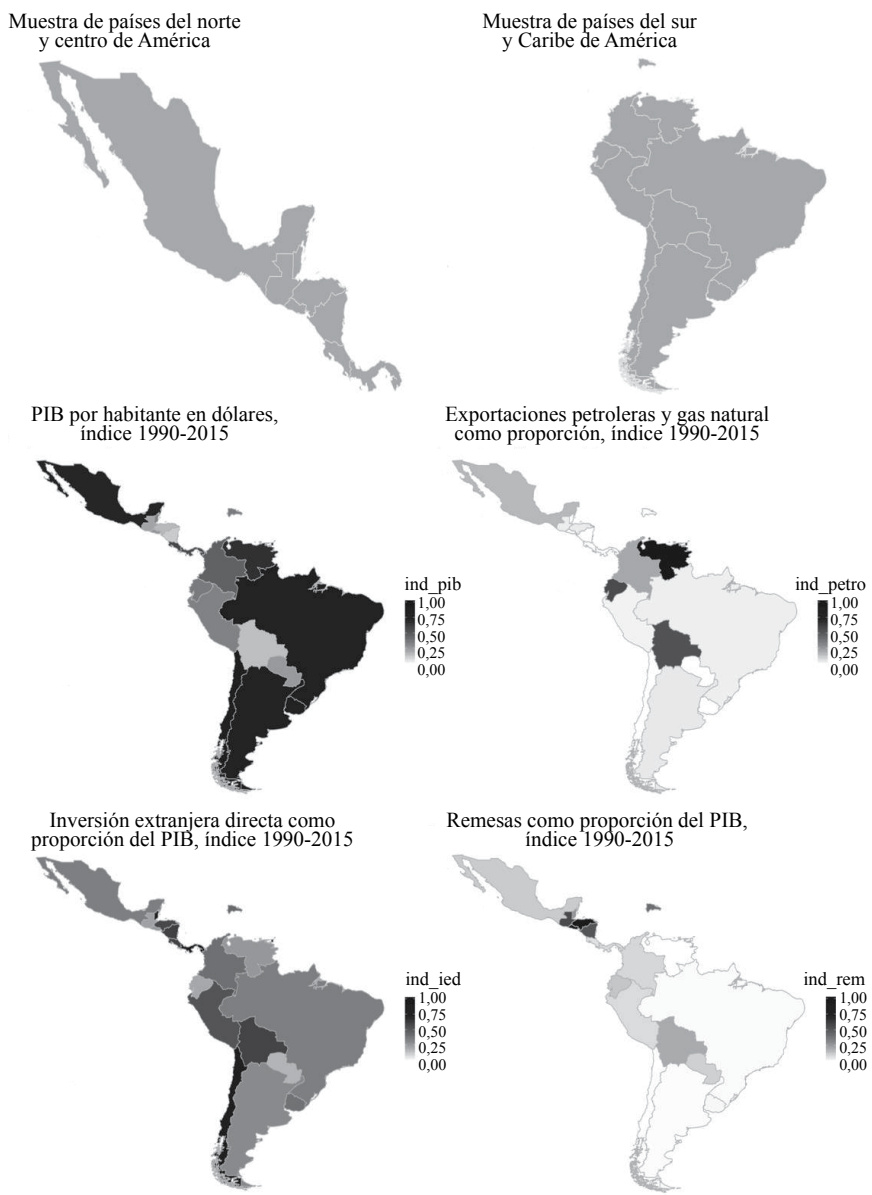 Muestra de países del norte
y centro de América
Muestra de países del sur
y Caribe de América
PIB por habitante en dólares,
índice 1990-2015
ind_pib
1,00
0,75
0,50
0,25
0,00
Exportaciones petroleras y gas natural
como proporción, índice 1990-2015
ind_petro
1,00
0,75
0,50
0,25
0,00
Inversión extranjera directa como
proporción del PIB, índice 1990-2015
ind_ied
1,00
0,75
0,50
0,25
0,00
Remesas como proporción del PIB,
índice 1990-2015
ind_rem
1,00
0,75
0,50
0,25
0,00